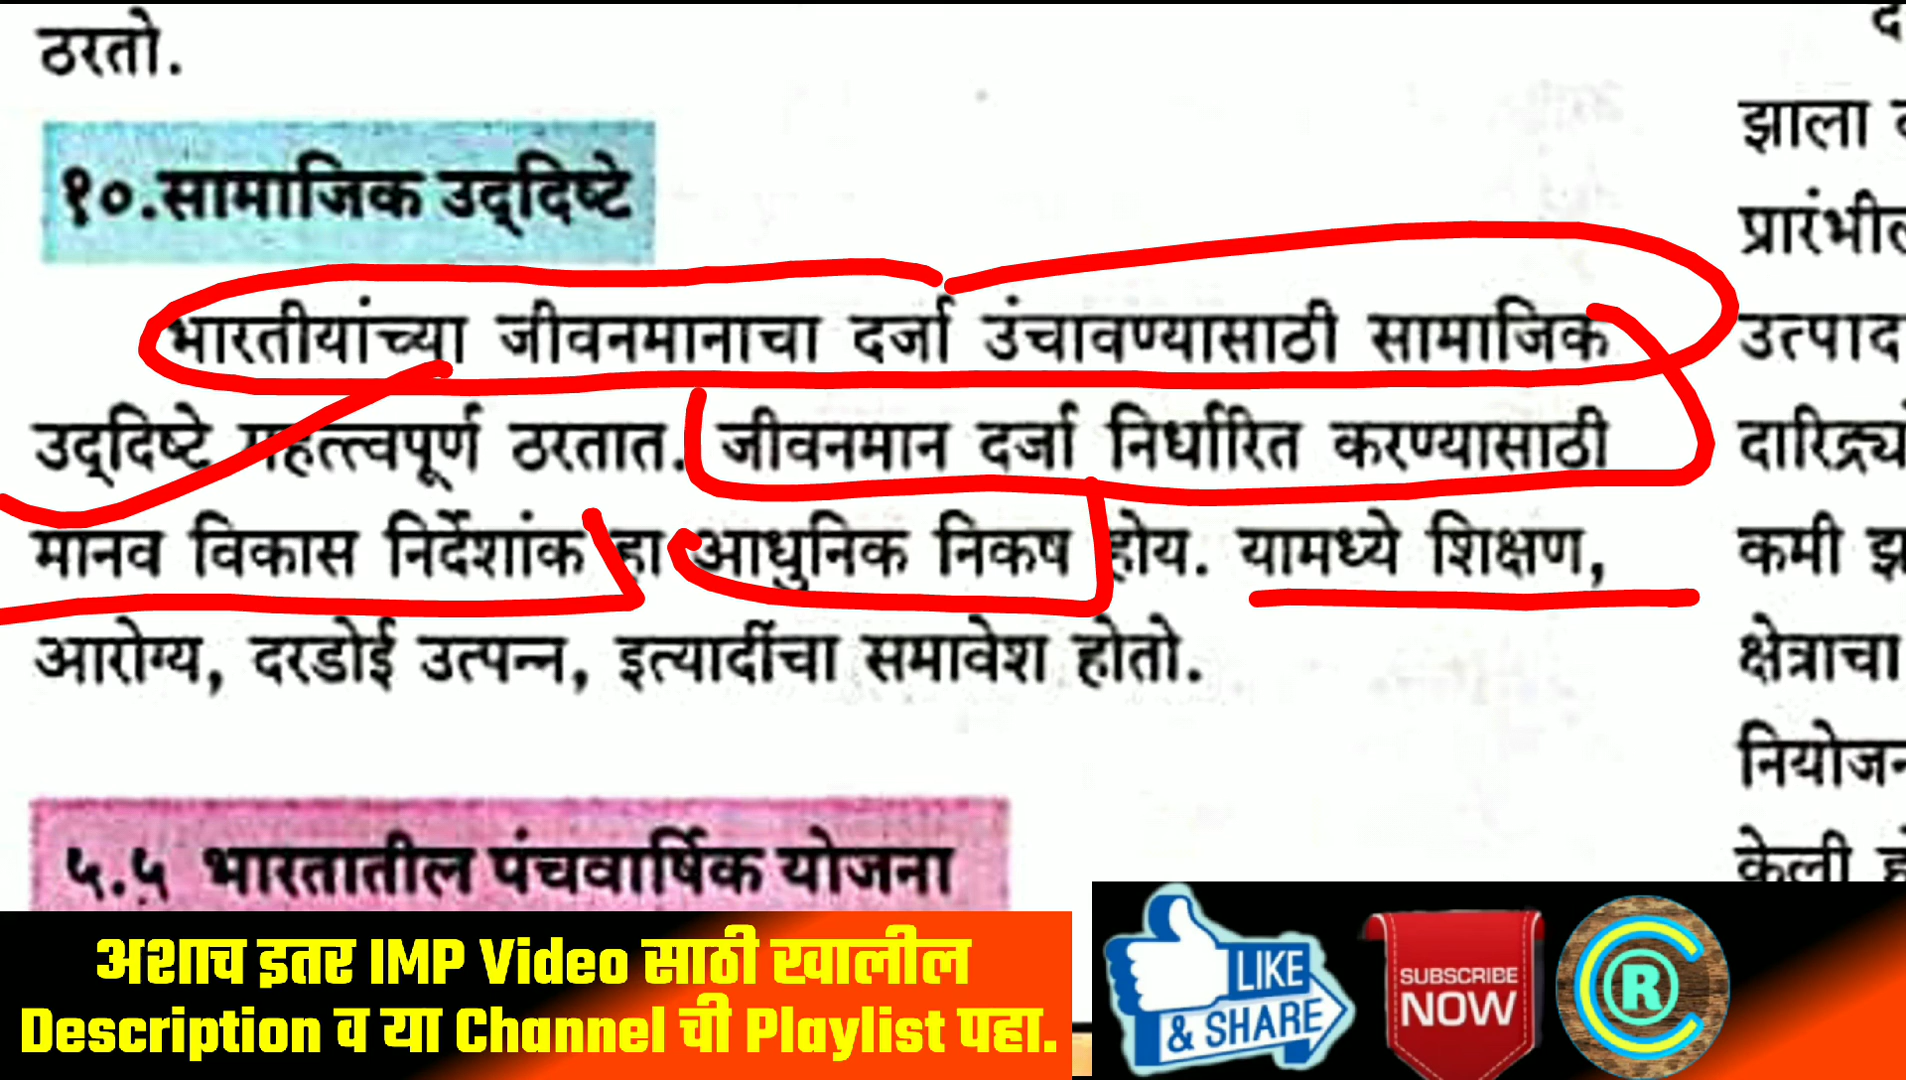 ठरतो.
१०.सामाजिक उद्‌दिष्टे
भारतीयांच्या जीवनमानाचा दर्जा उंचावण्यासाठी सामाजिक
उद्‌दिष्टे महत्त्वपूर्ण ठरतात. जीवनमान दर्जा निर्धारित करण्यासाठी
मानव विकास निर्देशांक हा आधुनिक निकष होय. यामध्ये शिक्षण,
आरोग्य, दरडोई उत्पन्न, इत्यादींचा समावेश होतो.
५.५ भारतातील पंचवार्षिक योजना
झाला
प्रारंभील
उत्पाद
दारिद्र्य
कमी
क्षेत्राचा
नियोजन
केली
अशाच इतर IMP Video साठी खालील
Description व या Channel ची Playlist पहा.
LIKE
& SHARE
SUBSCRIBE
NOW
R